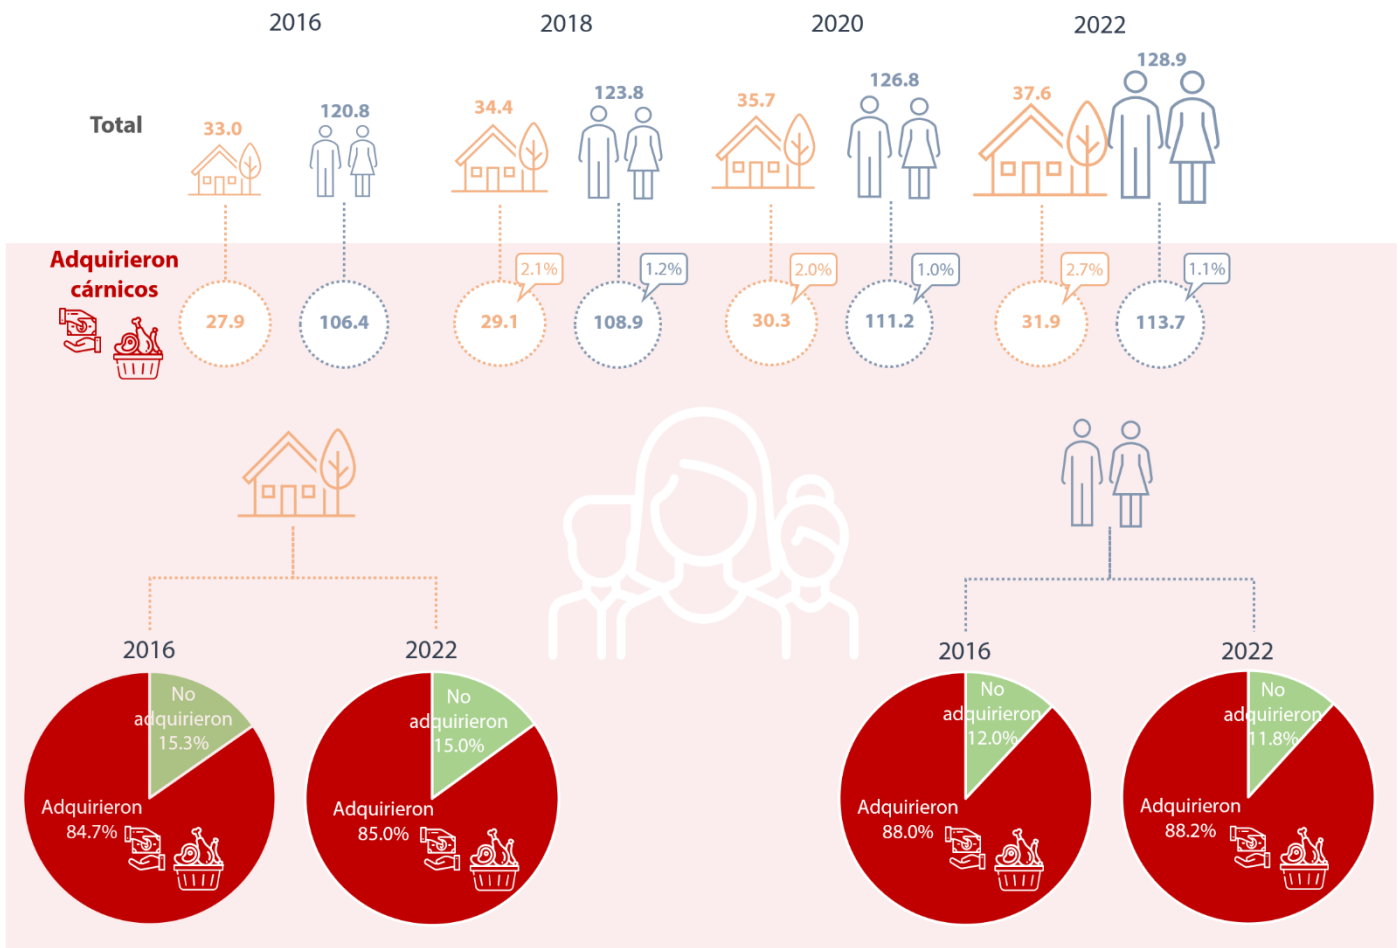 2016
2018
2020
2022
Total
33.0
120.8
34.4
123.8
35.7
126.8
37.6
128.9
Adquirieron
cárnicos
27.9
106.4
2.1%
29.1
1.2%
108.9
2.0%
30.3
1.0%
111.2
2.7%
31.9
1.1%
113.7
2016
No
adquirieron
15.3%
Adquirieron
84.7%
2022
No
adquirieron
15.0%
Adquirieron
85.0%
2016
No
adquirieron
12.0%
Adquirieron
88.0%
2022
No
adquirieron
11.8%
Adquirieron
88.2%